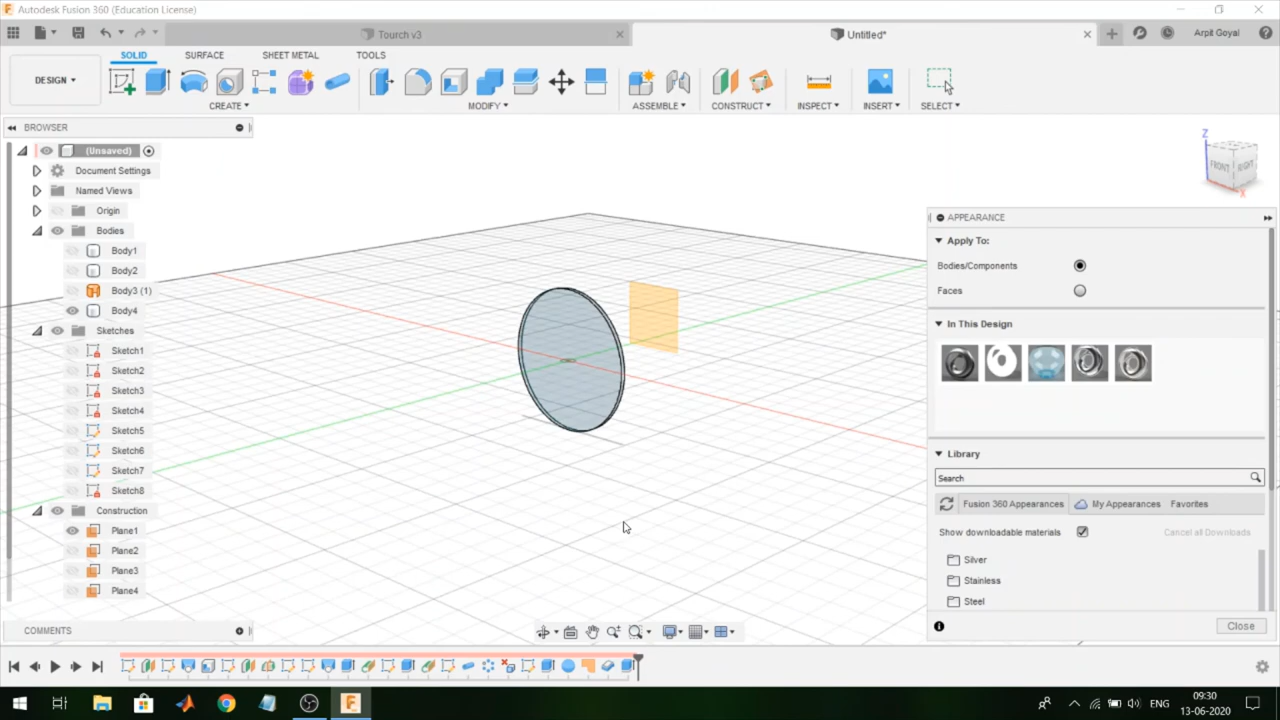 Autodesk Fusion 360 (Education License)
Tourch v3
Untitled*
Arpit Goyal
SOLID
SURFACE
SHEET METAL
TOOLS
DESIGN
CREATE
MODIFY
ASSEMBLE
CONSTRUCT
INSPECT
INSERT
SELECT
BROWSER
(Unsaved)
Document Settings
Named Views
Origin
Bodies
Body1
Body2
Body3 (1)
Body4
Sketches
Sketch1
Sketch2
Sketch3
Sketch4
Sketch5
Sketch6
Sketch7
Sketch8
Construction
Plane1
Plane2
Plane3
Plane4
COMMENTS
Z
FRONT
RIGHT
X
APPEARANCE
Apply To:
Bodies/Components
Faces
In This Design
Library
Search
Fusion 360 Appearances
My Appearances
Favorites
Show downloadable materials
Cancel all Downloads
Silver
Stainless
Steel
Close
ENG
09:30
13-06-2020